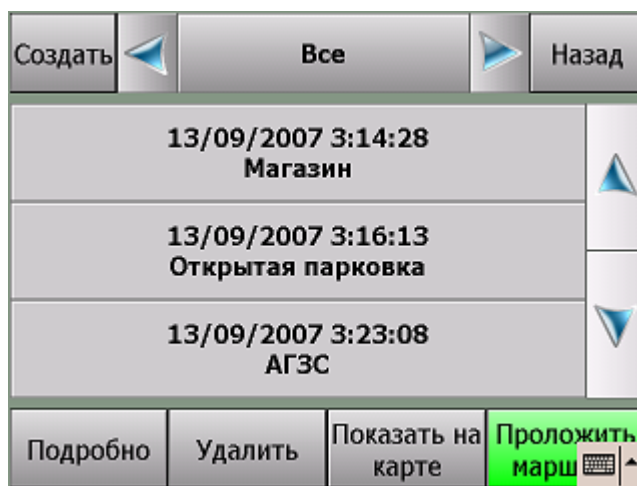 Создать
Все
Назад
13/09/2007 3:14:28
Магазин
13/09/2007 3:16:13
Открытая парковка
13/09/2007 3:23:08
АГЗС
Подробно
Удалить
Показать на
карте
Проложить
марш